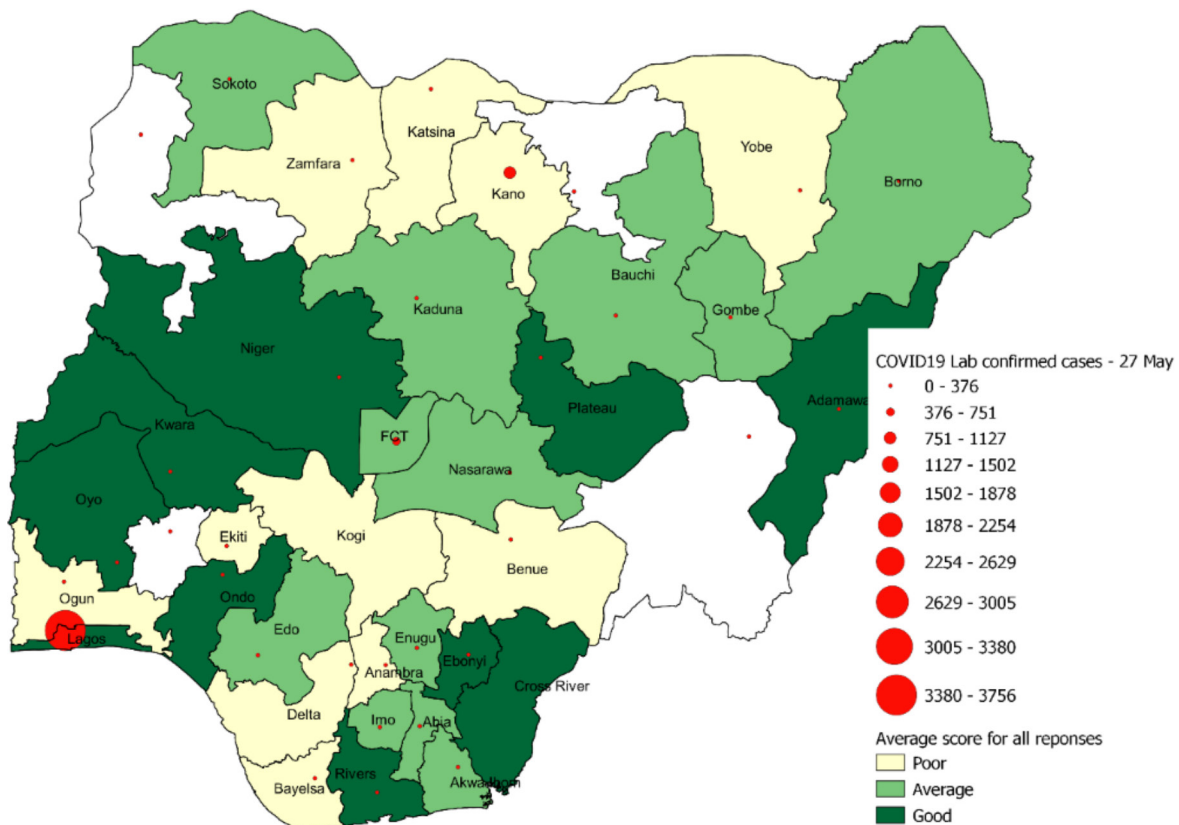 Sokoto
Katsina
Zamfara
Kano
Yobe
Borno
Bauchi
Kaduna
Gombe
Niger
Plateau
Adamawa
FCT
Kwara
Nasarawa
Oyo
Ekiti
Kogi
Benue
Ogun
Ondo
Lagos
Edo
Enugu
Ebonyi
Anambra
Cross River
Delta
Imo
Abia
Rivers
Bayelsa
Akwa Ibom
COVID19 Lab confirmed cases - 27 May
0 - 376
376 - 751
751 - 1127
1127 - 1502
1502 - 1878
1878 - 2254
2254 - 2629
2629 - 3005
3005 - 3380
3380 - 3756
Average score for all reponses
Poor
Average
Good